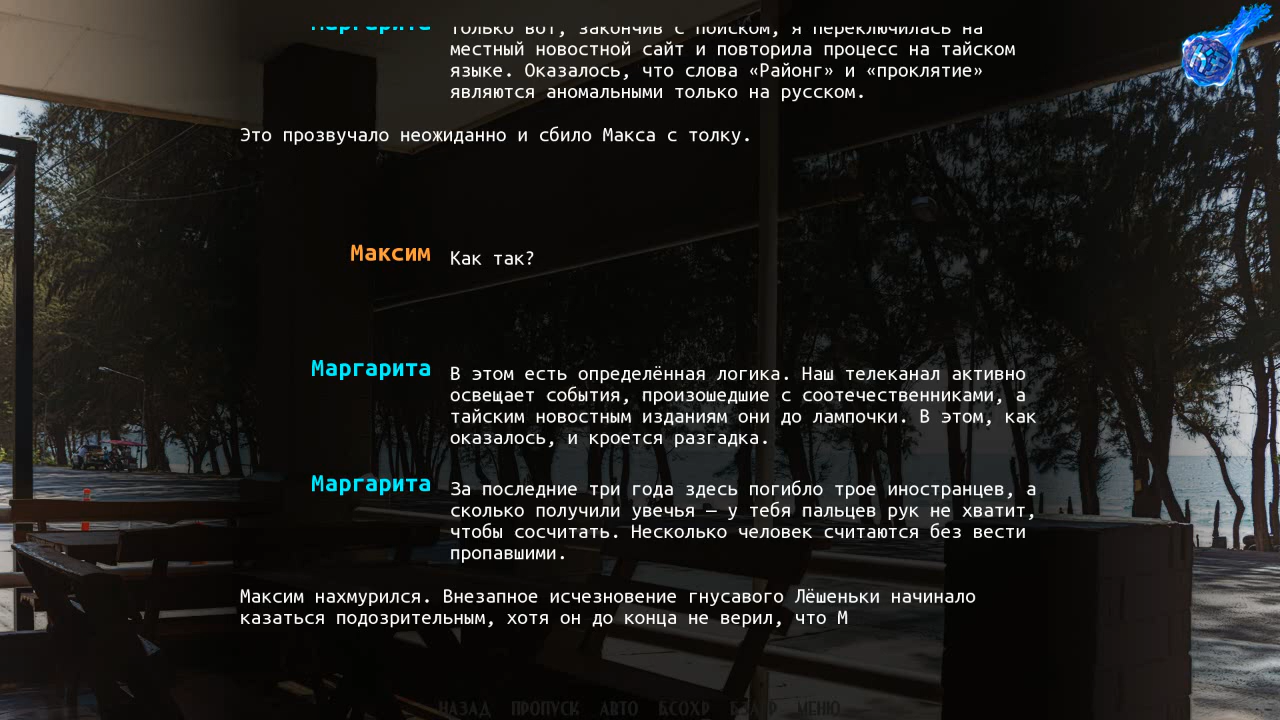 Маргарита
только вот, закончив с поиском, я переключилась на
местный новостной сайт и повторила процесс на тайском
языке. Оказалось, что слова «Районг» и «проклятие»
являются аномальными только на русском.
Это прозвучало неожиданно и сбило Макса с толку.
Максим
Как так?
Маргарита
В этом есть определённая логика. Наш телеканал активно
освещает события, произошедшие с соотечественниками, а
тайским новостным изданиям они до лампочки. В этом, как
оказалось, и кроется разгадка.
Маргарита
За последние три года здесь погибло трое иностранцев, а
сколько получили увечья — у тебя пальцев рук не хватит,
чтобы сосчитать. Несколько человек считаются без вести
пропавшими.
Максим нахмурился. Внезапное исчезновение гнусавого Лёшеньки начинало
казаться подозрительным, хотя он до конца не верил, что М
НАЗАД ПРОПУСК АВТО БСОХР БЗАГР МЕНЮ